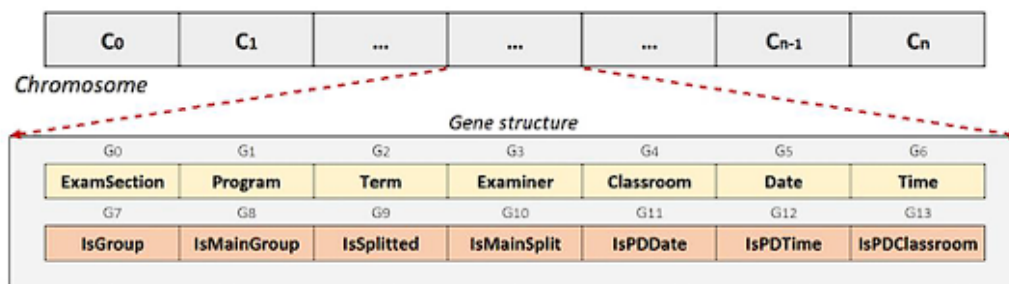 C0 C1 ... ... ... Cn-1 Cn
Chromosome
Gene structure
G0 G1 G2 G3 G4 G5 G6
ExamSection Program Term Examiner Classroom Date Time
G7 G8 G9 G10 G11 G12 G13
IsGroup IsMainGroup IsSplitted IsMainSplit IsPDDate IsPDTime IsPDClassroom